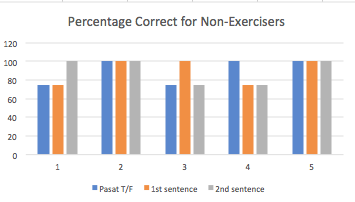 Percentage Correct for Non-Exercisers
120
100
80
60
40
20
0
1 2 3 4 5
Pasat T/F 1st sentence 2nd sentence